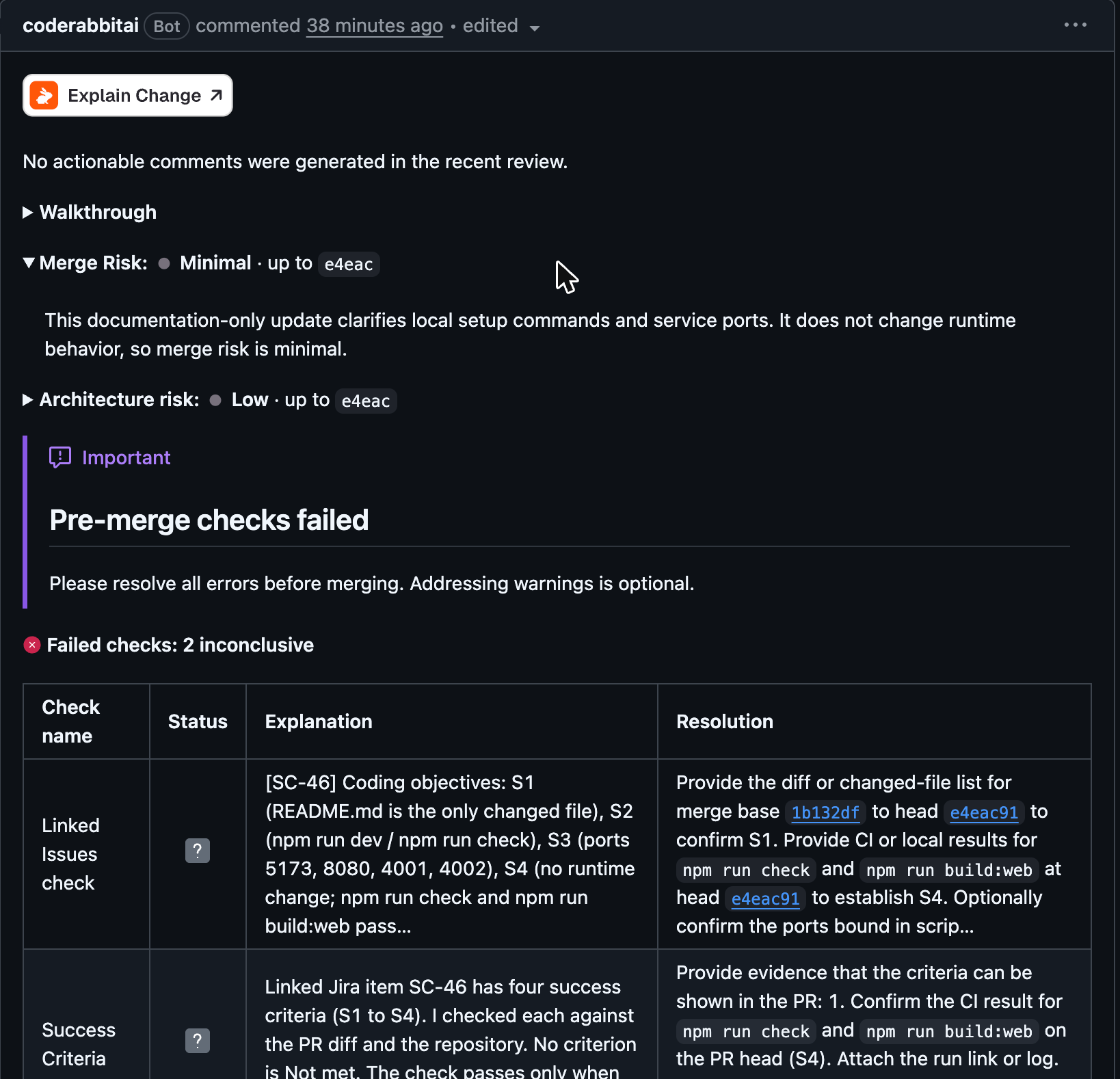 coderabbitai Bot commented 38 minutes ago • edited
Explain Change
No actionable comments were generated in the recent review.
Walkthrough
Merge Risk: Minimal · up to e4eac
This documentation-only update clarifies local setup commands and service ports. It does not change runtime
behavior, so merge risk is minimal.
Architecture risk: Low · up to e4eac
Important
Pre-merge checks failed
Please resolve all errors before merging. Addressing warnings is optional.
Failed checks: 2 inconclusive
Check
name
Status
Explanation
Resolution
Linked
Issues
check
?
[SC-46] Coding objectives: S1
(README.md is the only changed file), S2
(npm run dev / npm run check), S3 (ports
5173, 8080, 4001, 4002), S4 (no runtime
change; npm run check and npm run
build:web pass...
Provide the diff or changed-file list for
merge base 1b132df to head e4eac91 to
confirm S1. Provide CI or local results for
npm run check and npm run build:web at
head e4eac91 to establish S4. Optionally
confirm the ports bound in scrip...
Success
Criteria
?
Linked Jira item SC-46 has four success
criteria (S1 to S4). I checked each against
the PR diff and the repository. No criterion
is Not met. The check passes only when
Provide evidence that the criteria can be
shown in the PR: 1. Confirm the CI result for
npm run check and npm run build:web on
the PR head (S4). Attach the run link or log.